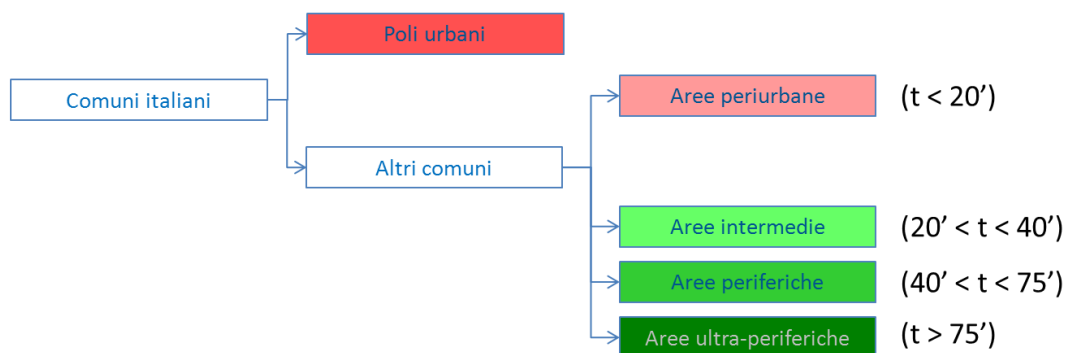 Poli urbani
Comuni italiani
Aree periurbane (t < 20’)
Altri comuni
Aree intermedie (20’ < t < 40’)
Aree periferiche (40’ < t < 75’)
Aree ultra-periferiche (t > 75’)